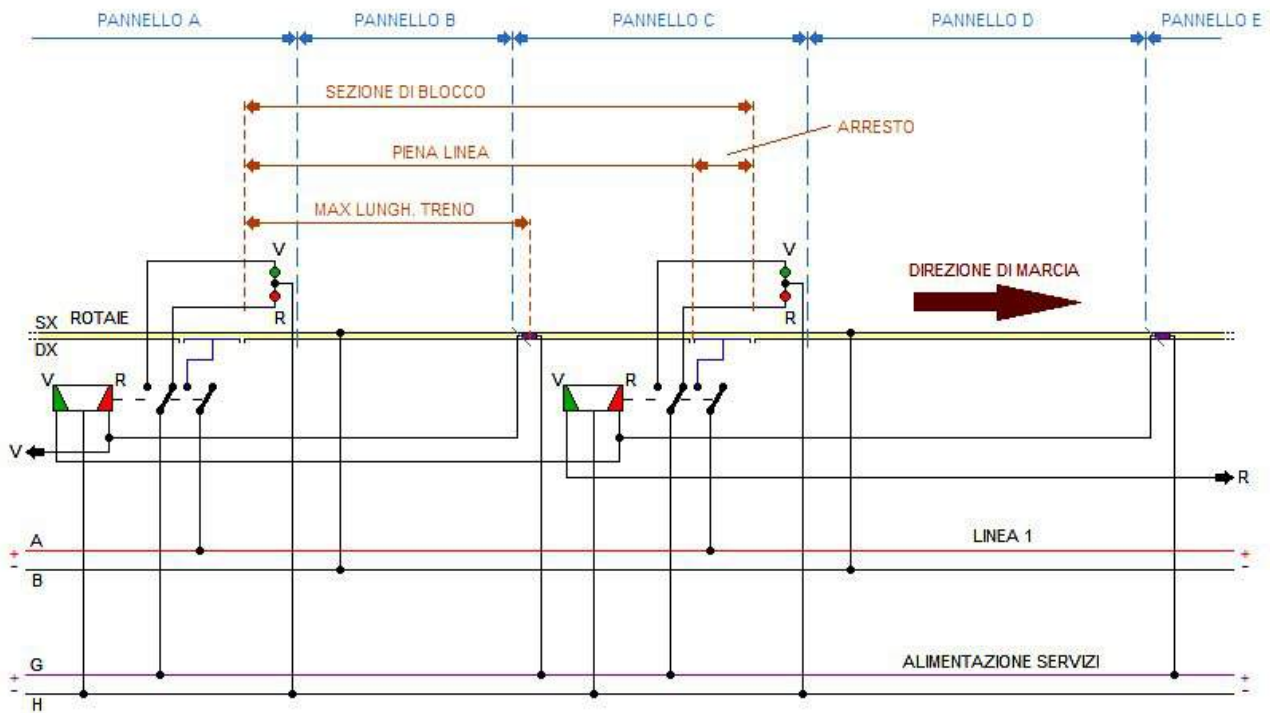 PANNELLO A PANNELLO B PANNELLO C PANNELLO D PANNELLO E
SEZIONE DI BLOCCO
ARRESTO
PIENA LINEA
MAX LUNGH. TRENO
V V
DIREZIONE DI MARCIA
SX ROTAIE R R
DX
V R V R
V
R
A LINEA 1
+ +
- -
B
G ALIMENTAZIONE SERVIZI
+ +
- -
H